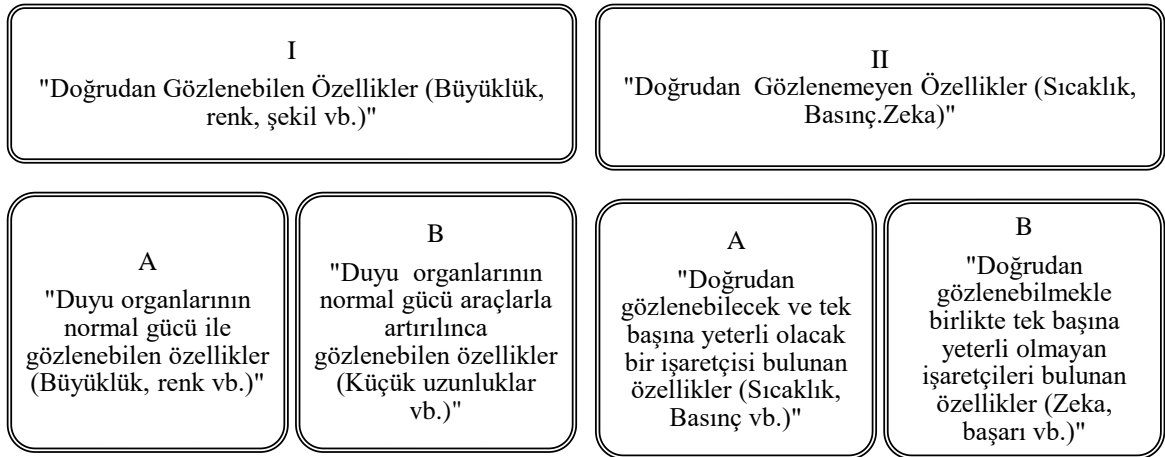 I
"Doğrudan Gözlenebilen Özellikler (Büyüklük,
renk, şekil vb.)"
II
"Doğrudan Gözlenemeyen Özellikler (Sıcaklık,
Basınç.Zeka)"
A
"Duyu organlarının
normal gücü ile
gözlenebilen özellikler
(Büyüklük, renk vb.)"
B
"Duyu organlarının
normal gücü araçlarla
artırılınca
gözlenebilen özellikler
(Küçük uzunluklar
vb.)"
A
"Doğrudan
gözlenebilecek ve tek
başına yeterli olacak
bir işaretçisi bulunan
özellikler (Sıcaklık,
Basınç vb.)"
B
"Doğrudan
gözlenebilmekle
birlikte tek başına
yeterli olmayan
işaretçileri bulunan
özellikler (Zeka,
başarı vb.)"